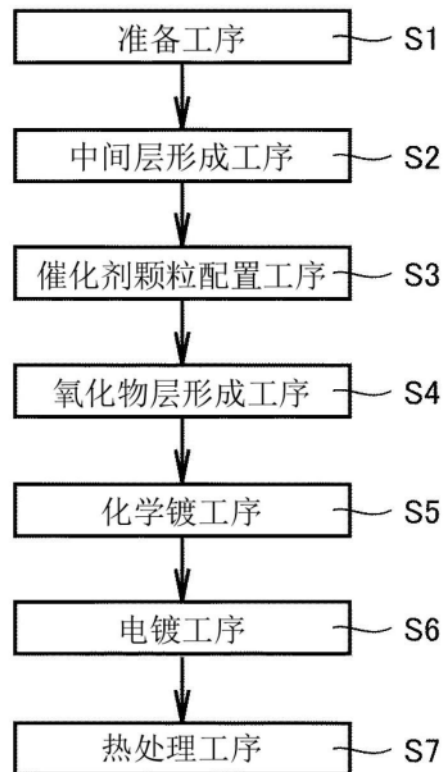 准备工序 S1
中间层形成工序 S2
催化剂颗粒配置工序 S3
氧化物层形成工序 S4
化学镀工序 S5
电镀工序 S6
热处理工序 S7